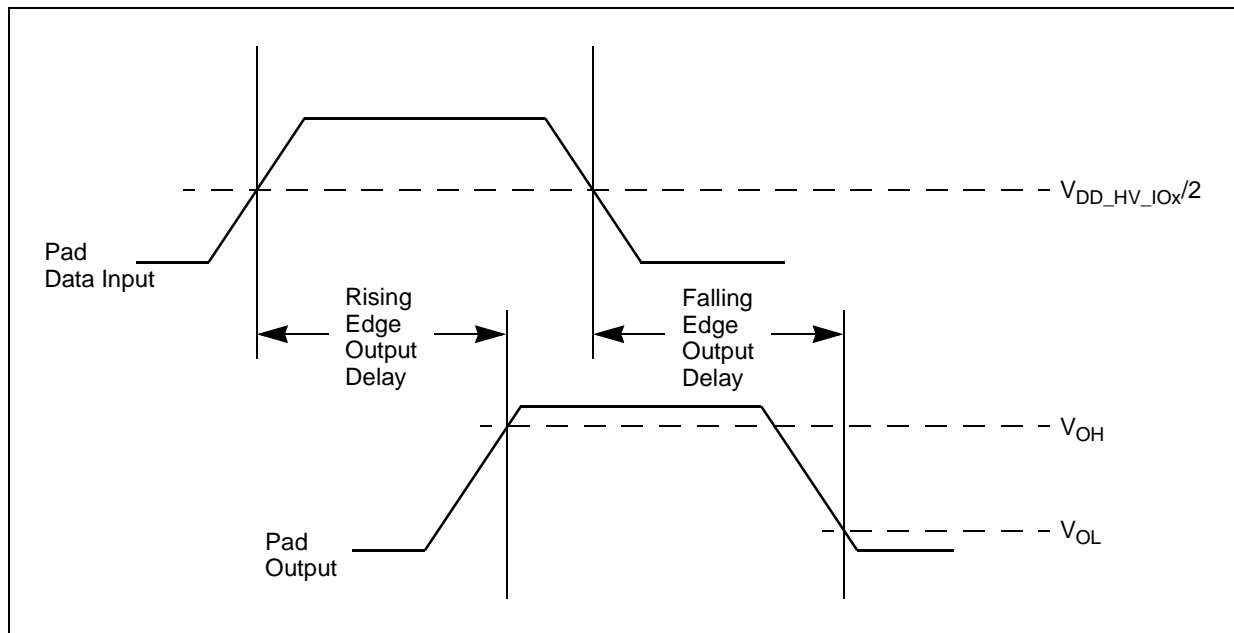 V_DD_HV_IOx/2
Pad
Data Input
Rising
Edge
Output
Delay
Falling
Edge
Output
Delay
V_OH
V_OL
Pad
Output